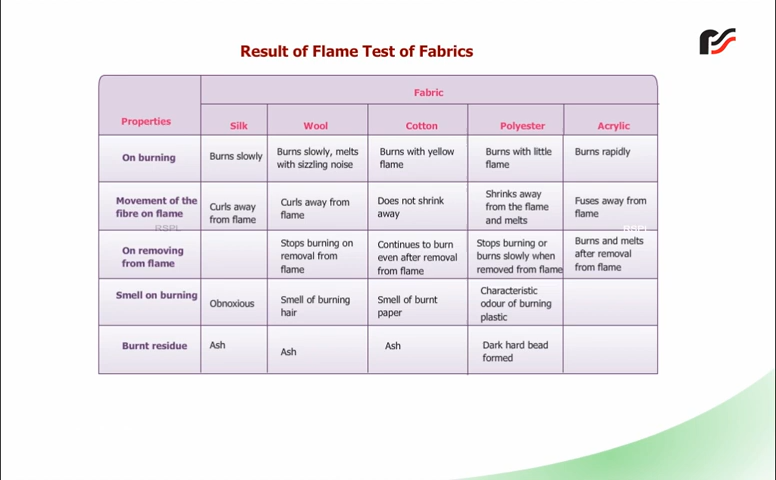 Result of Flame Test of Fabrics
Fabric
Properties
Silk
Wool
Cotton
Polyester
Acrylic
On burning
Burns slowly
Burns slowly, melts
with sizzling noise
Burns with yellow
flame
Burns with little
flame
Burns rapidly
Movement of the
fibre on flame
Curls away
from flame
Curls away from
flame
Does not shrink
away
Shrinks away
from the flame
and melts
Fuses away from
flame
RSPL
RSPL
On removing
from flame
Stops burning on
removal from
flame
Continues to burn
even after removal
from flame
Stops burning or
burns slowly when
removed from flame
Burns and melts
after removal
from flame
Smell on burning
Obnoxious
Smell of burning
hair
Smell of burnt
paper
Characteristic
odour of burning
plastic
Burnt residue
Ash
Ash
Ash
Dark hard bead
formed